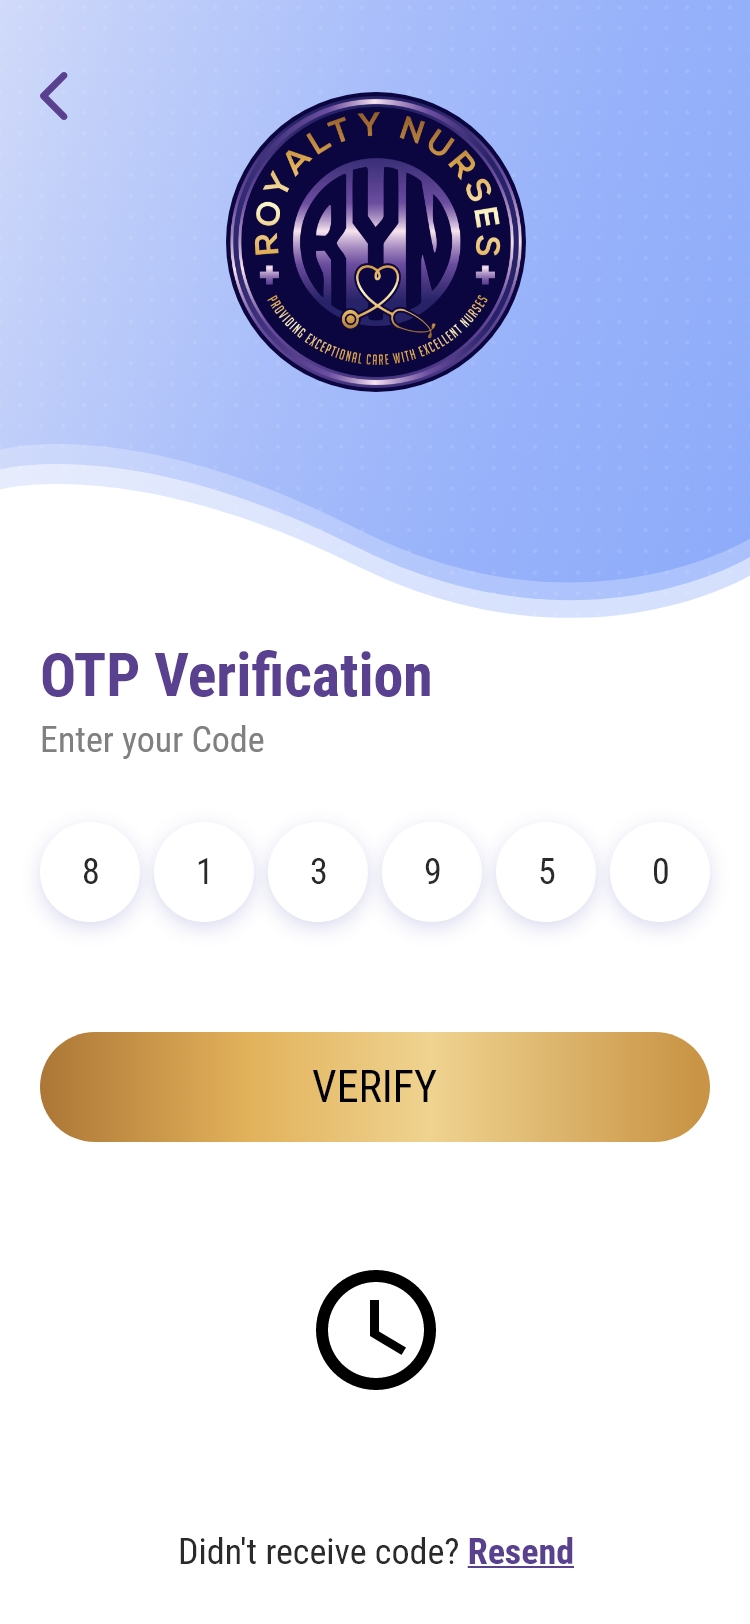 ROYALTY NURSES
RYN
PROVIDING EXCEPTIONAL CARE WITH EXCELLENT NURSES
OTP Verification
Enter your Code
8 1 3 9 5 0
VERIFY
Didn't receive code? Resend